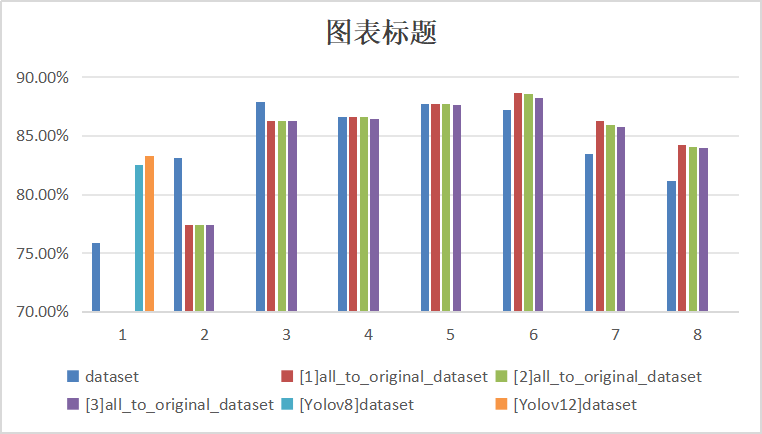 图表标题
90.00%
85.00%
80.00%
75.00%
70.00%
1 2 3 4 5 6 7 8
dataset [1]all_to_original_dataset [2]all_to_original_dataset
[3]all_to_original_dataset [Yolov8]dataset [Yolov12]dataset